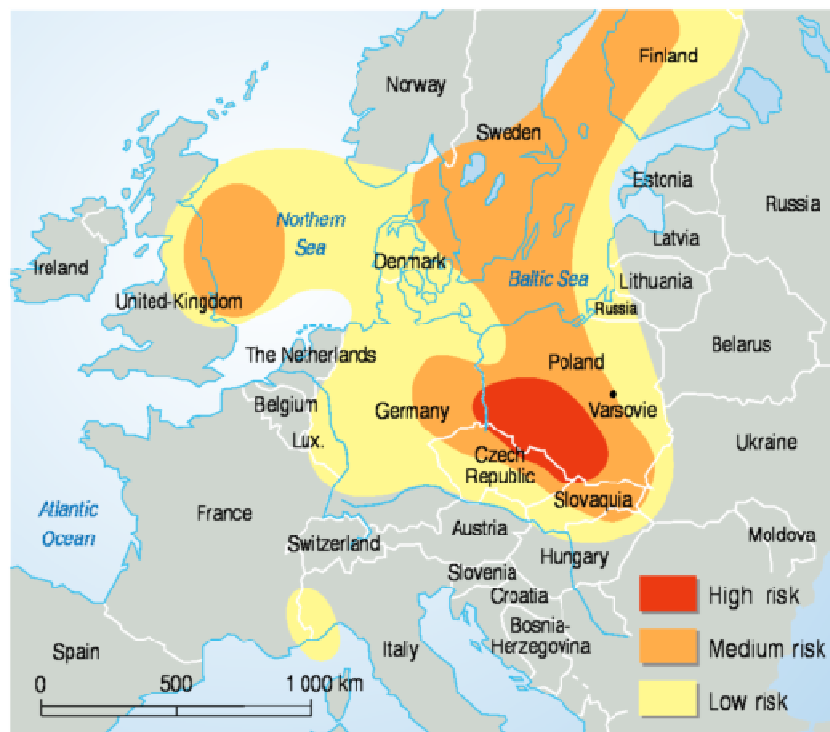 Finland
Norway
Sweden
Estonia
Russia
Northern
Sea
Latvia
Ireland
Denmark
Baltic Sea
Lithuania
United-Kingdom
Russia
Belarus
The Netherlands
Poland
Belgium
Germany
Varsovie
Lux.
Ukraine
Czech
Republic
Slovaquia
Atlantic
Ocean
France
Austria
Moldova
Switzerland
Hungary
Slovenia
Croatia
Bosnia-
Herzegovina
Spain
Italy
High risk
Medium risk
Low risk
0 500 1 000 km